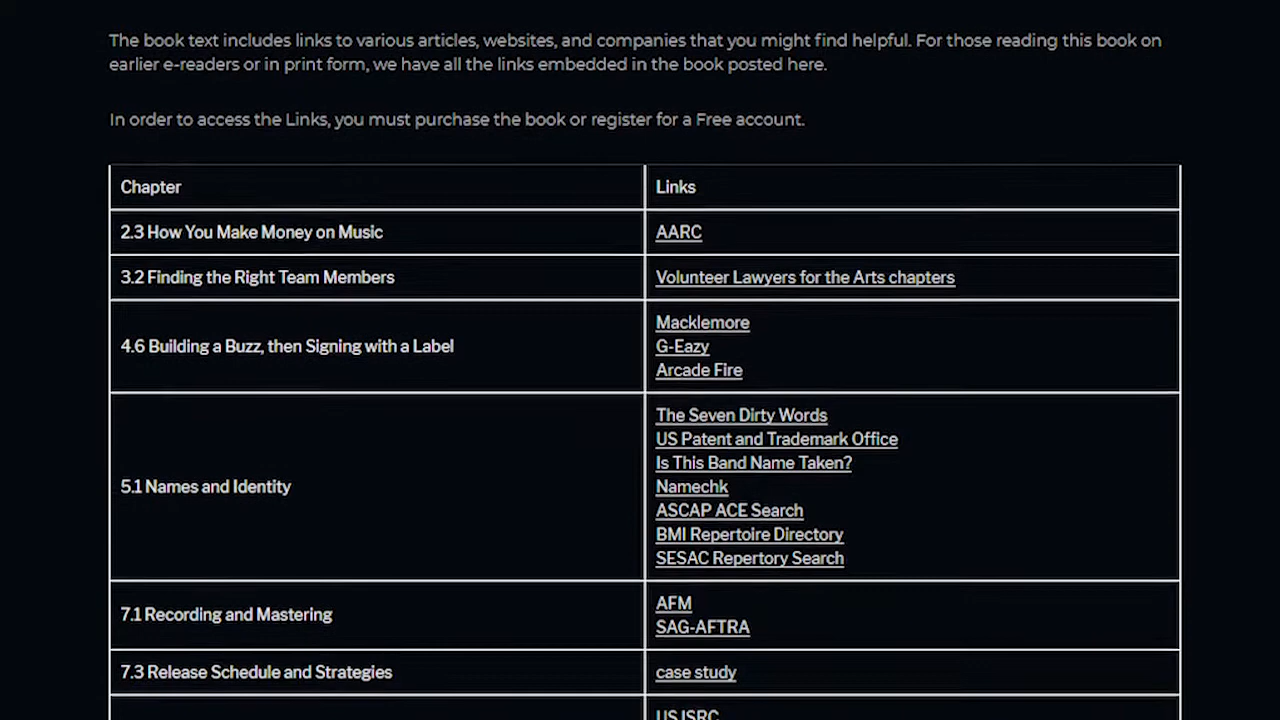 The book text includes links to various articles, websites, and companies that you might find helpful. For those reading this book on
earlier e-readers or in print form, we have all the links embedded in the book posted here.
In order to access the Links, you must purchase the book or register for a Free account.
Chapter
Links
2.3 How You Make Money on Music
AARC
3.2 Finding the Right Team Members
Volunteer Lawyers for the Arts chapters
4.6 Building a Buzz, then Signing with a Label
Macklemore
G-Eazy
Arcade Fire
5.1 Names and Identity
The Seven Dirty Words
US Patent and Trademark Office
Is This Band Name Taken?
Namechk
ASCAP ACE Search
BMI Repertoire Directory
SESAC Repertory Search
7.1 Recording and Mastering
AFM
SAG-AFTRA
7.3 Release Schedule and Strategies
case study
US ISRC